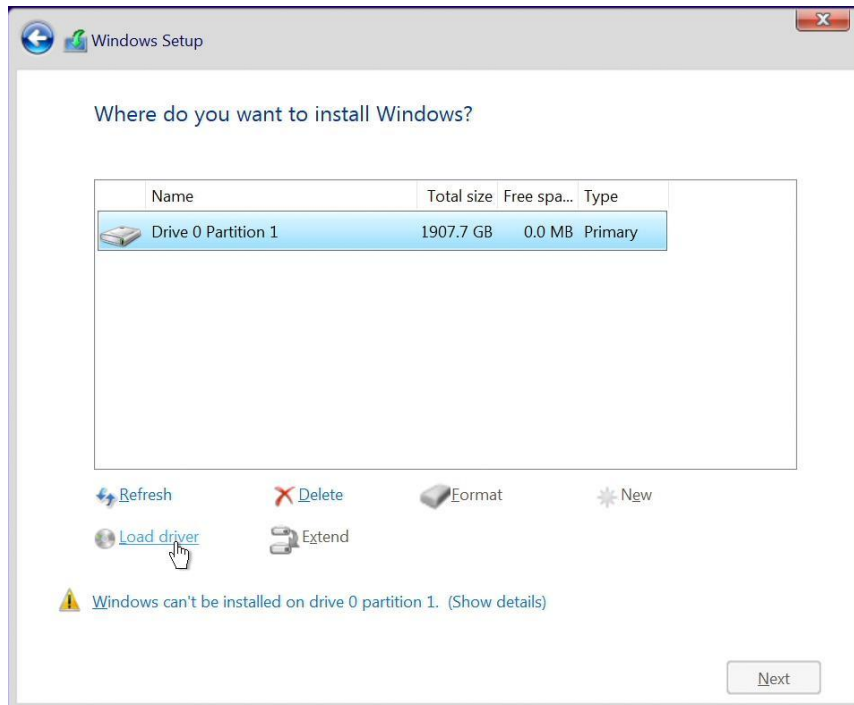 Windows Setup
Where do you want to install Windows?
Name Total size Free spa... Type
Drive 0 Partition 1 1907.7 GB 0.0 MB Primary
Refresh Delete Format New
Load driver Extend
Windows can't be installed on drive 0 partition 1. (Show details)
Next